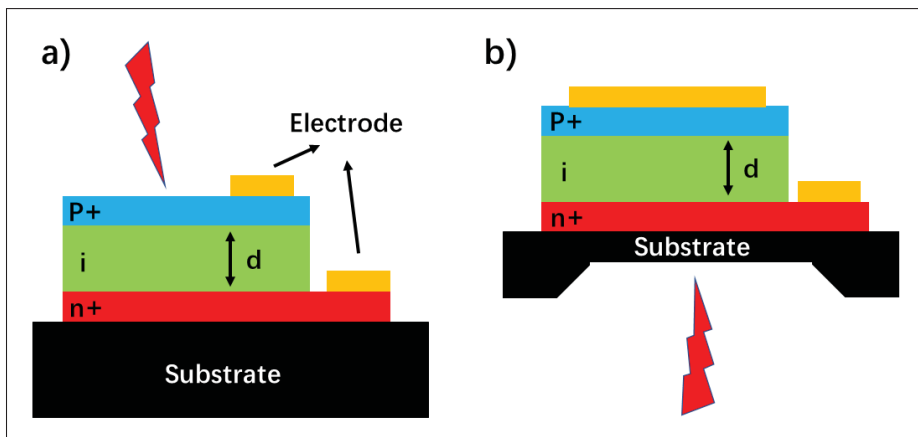 a)
Electrode
P+
i
d
n+
Substrate
b)
P+
i
d
n+
Substrate